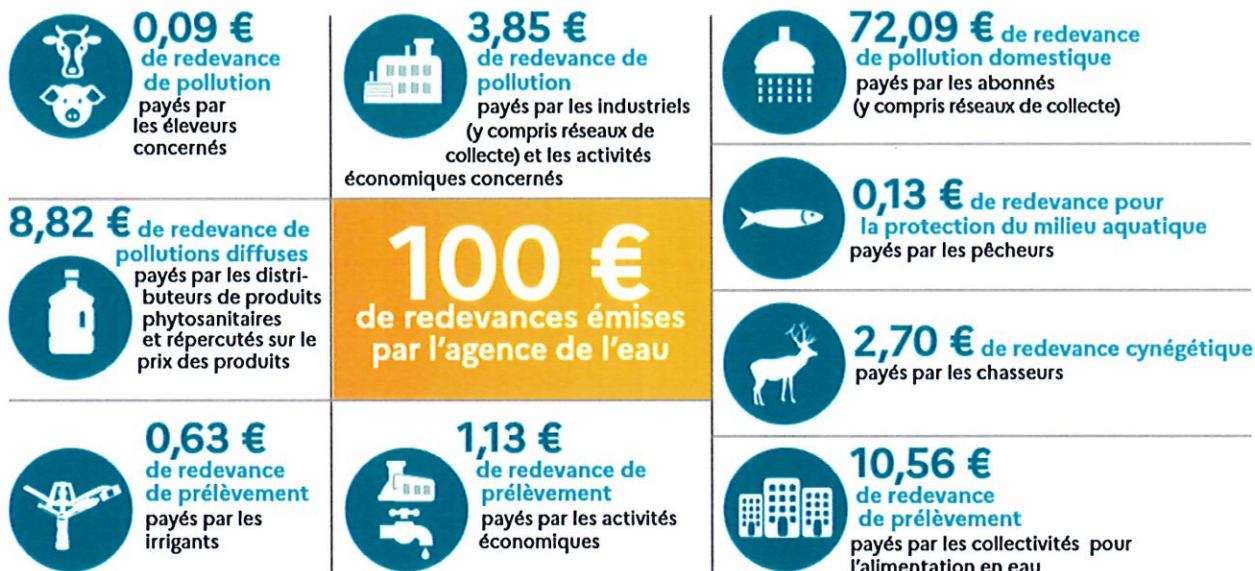 0,09 €
de redevance
de pollution
payés par
les éleveurs
concernés
3,85 €
de redevance de
pollution
payés par les industriels
(y compris réseaux de
collecte) et les activités
économiques concernés
72,09 € de redevance
de pollution domestique
payés par les abonnés
(y compris réseaux de collecte)
8,82 € de redevance de
pollutions diffuses
payés par les distri-
buteurs de produits
phytosanitaires
et répercutés sur le
prix des produits
100 €
de redevances émises
par l'agence de l'eau
0,13 € de redevance pour
la protection du milieu aquatique
payés par les pêcheurs
2,70 € de redevance cynégétique
payés par les chasseurs
0,63 €
de redevance
de prélèvement
payés par les
irrigants
1,13 €
de redevance de
prélèvement
payés par les activités
économiques
10,56 €
de redevance
de prélèvement
payés par les collectivités pour
l'alimentation en eau